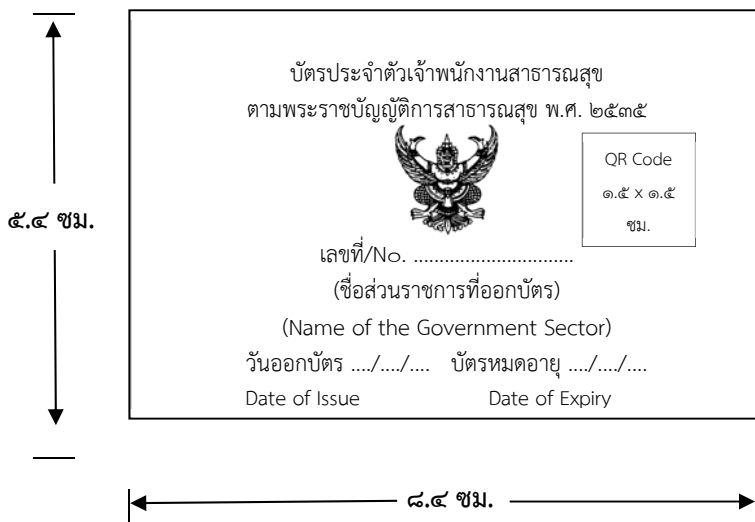 บัตรประจำตัวเจ้าพนักงานสาธารณสุข
ตามพระราชบัญญัติการสาธารณสุข พ.ศ. ๒๕๓๕
QR Code
๑.๕ x ๑.๕
ซม.
๕.๔ ซม.
เลขที่/No. ...............................
(ชื่อส่วนราชการที่ออกบัตร)
(Name of the Government Sector)
วันออกบัตร ..../..../.... บัตรหมดอายุ ..../..../....
Date of Issue Date of Expiry
๘.๔ ซม.